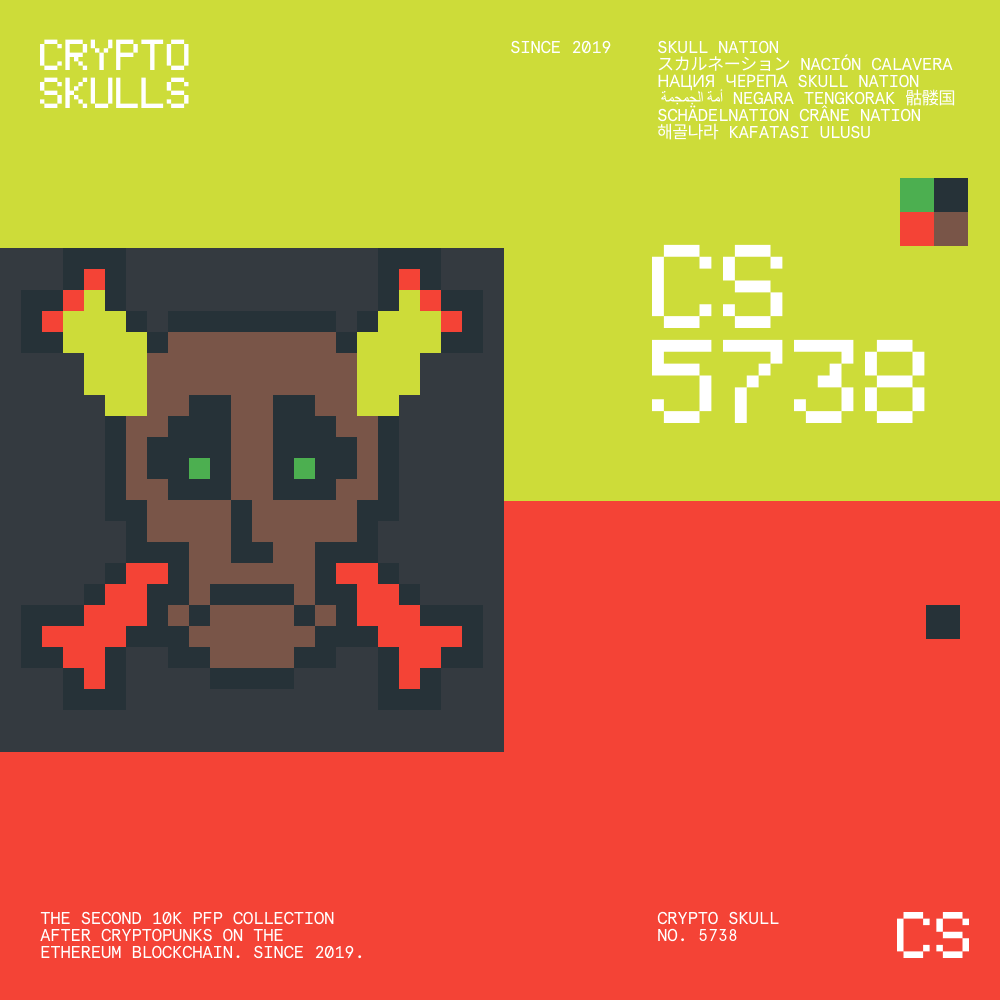 CRYPTO
SKULLS
SINCE 2019
SKULL NATION
スカルネーション NACIÓN CALAVERA
НАЦИЯ ЧЕРЕПА SKULL NATION
أمة الجمجمة NEGARA TENGKORAK 骷髅国
SCHÄDELNATION CRÂNE NATION
해골나라 KAFATASI ULUSU
CS
5738
THE SECOND 10K PFP COLLECTION
AFTER CRYPTOPUNKS ON THE
ETHEREUM BLOCKCHAIN. SINCE 2019.
CRYPTO SKULL
NO. 5738
CS